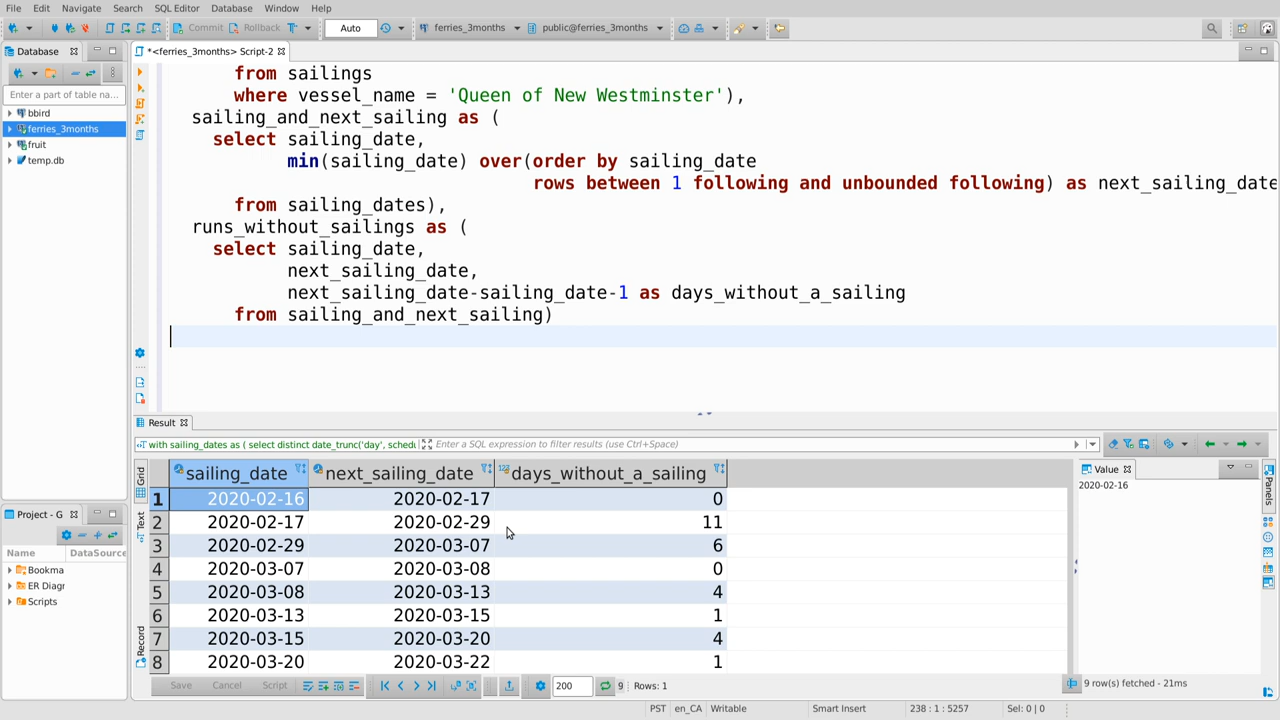 File Edit Navigate Search SQL Editor Database Window Help
Commit Rollback Auto ferries_3months public@ferries_3months
Database
*<ferries_3months> Script-2
Enter a part of table na...
bbird
ferries_3months
fruit
temp.db
from sailings
where vessel_name = 'Queen of New Westminster'),
sailing_and_next_sailing as (
select sailing_date,
min(sailing_date) over(order by sailing_date
rows between 1 following and unbounded following) as next_sailing_date
from sailing_dates),
runs_without_sailings as (
select sailing_date,
next_sailing_date,
next_sailing_date-sailing_date-1 as days_without_a_sailing
from sailing_and_next_sailing)
Project - G
Name DataSource
Bookma
ER Diagr
Scripts
Result
with sailing_dates as ( select distinct date_trunc('day', schedu Enter a SQL expression to filter results (use Ctrl+Space)
Grid
Text
Record
sailing_date next_sailing_date days_without_a_sailing
1 2020-02-16 2020-02-17 0
2 2020-02-17 2020-02-29 11
3 2020-02-29 2020-03-07 6
4 2020-03-07 2020-03-08 0
5 2020-03-08 2020-03-13 4
6 2020-03-13 2020-03-15 1
7 2020-03-15 2020-03-20 4
8 2020-03-20 2020-03-22 1
Value
2020-02-16
Panels
Save Cancel Script 200 9 Rows: 1
9 row(s) fetched - 21ms
PST en_CA Writable Smart Insert 238 : 1 : 5257 Sel: 0 | 0